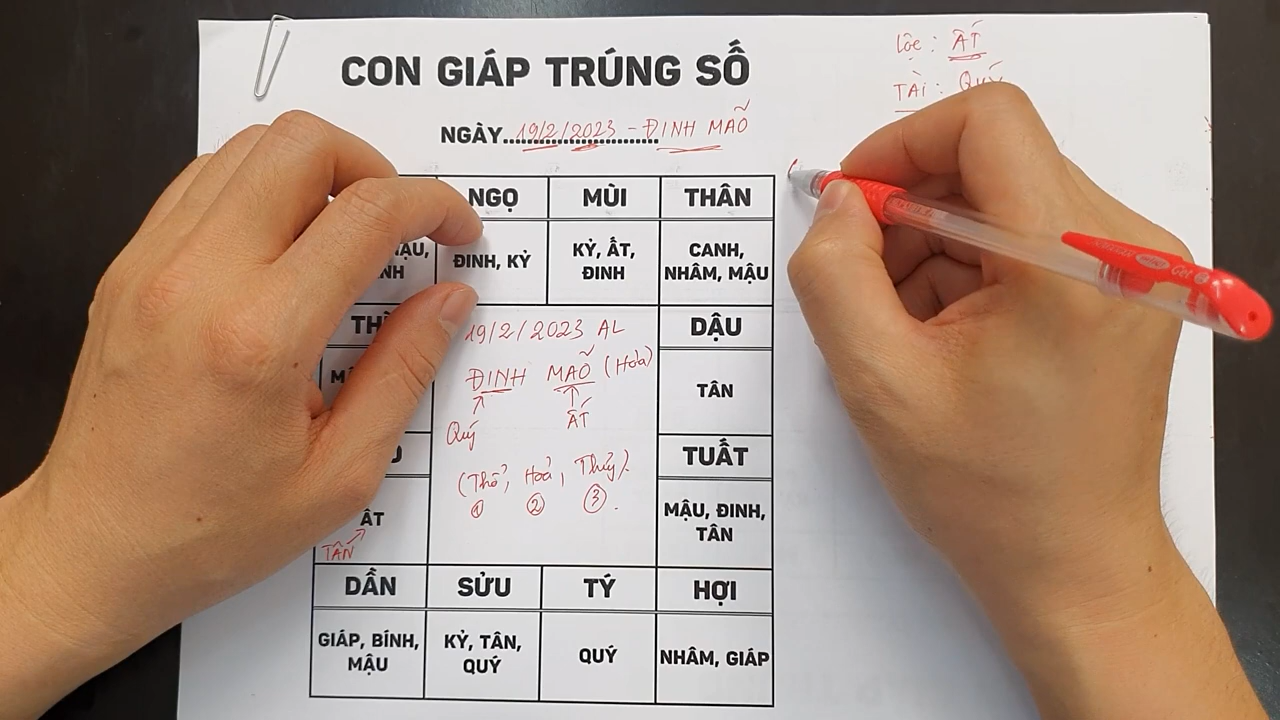 CON GIÁP TRÚNG SỐ
Lộc : ẤT
TÀI : QUÝ
NGÀY 19/2/2023 - ĐINH MÃO
NGỌ MÙI THÂN
ĐINH, KỶ
KỶ, ẤT,
ĐINH
CANH,
NHÂM, MẬU
DẬU
TÂN
TUẤT
MẬU, ĐINH,
TÂN
19/2/2023 AL
ĐINH MÃO (Hỏa)
ẤT
Quý
(Thổ, Hỏa, Thủy).
1 2 3
TÂN
DẦN SỬU TÝ HỢI
GIÁP, BÍNH,
MẬU
KỶ, TÂN,
QUÝ
QUÝ
NHÂM, GIÁP